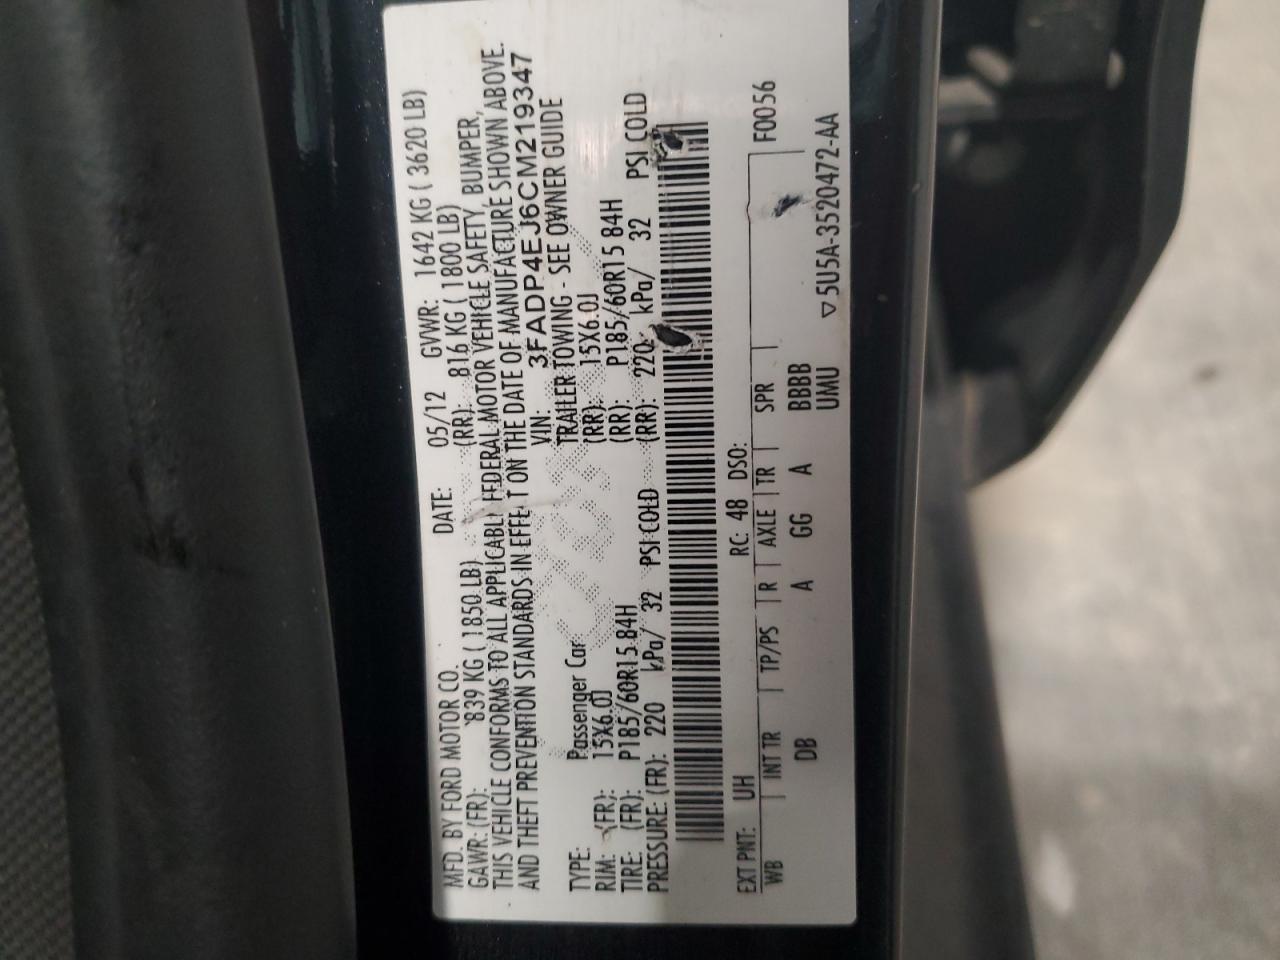 MFD. BY FORD MOTOR CO. DATE: 05/12 GVWR: 1642 KG ( 3620 LB)
GAWR: (FR): 839 KG ( 1850 LB) (RR): 816 KG ( 1800 LB)
THIS VEHICLE CONFORMS TO ALL APPLICABLE FEDERAL MOTOR VEHICLE SAFETY, BUMPER,
AND THEFT PREVENTION STANDARDS IN EFFECT ON THE DATE OF MANUFACTURE SHOWN ABOVE.
VIN: 3FADP4EJ6CM219347
TYPE: Passenger Car TRAILER TOWING - SEE OWNER GUIDE
RIM: (FR): 15X6.0J (RR): 15X6.0J
TIRE: (FR): P185/60R15 84H (RR): P185/60R15 84H
PRESSURE: (FR): 220 kPa/ 32 PSI COLD (RR): 220 kPa/ 32 PSI COLD
EXT PNT: UH RC: 48 DSO: F0056
WB INT TR TP/PS R AXLE TR SPR
DB A GG A BBBB
UMU ▽5U5A-3520472-AA